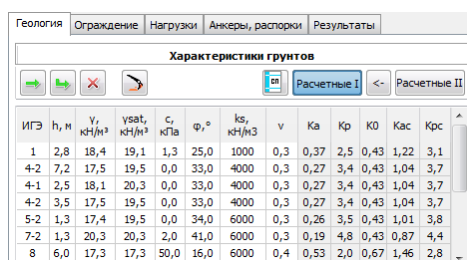 Геология Ограждение Нагрузки Анкеры, распорки Результаты
Характеристики грунтов
сп Расчетные I <- Расчетные II
ИГЭ h, м γ, кН/м³ γsat, кН/м³ c, кПа φ,° ks, кН/м3 ν Ka Kp K0 Kac Kpc
1 2,8 18,4 19,1 1,3 25,0 1000 0,3 0,37 2,5 0,43 1,22 3,1
4-2 7,2 17,5 19,5 0,0 33,0 4000 0,3 0,27 3,4 0,43 1,04 3,7
4-1 2,5 18,1 20,3 0,0 33,0 4000 0,3 0,27 3,4 0,43 1,04 3,7
4-2 3,5 17,5 19,5 0,0 33,0 4000 0,3 0,27 3,4 0,43 1,04 3,7
5-2 1,3 17,4 19,5 0,0 34,0 6000 0,3 0,26 3,5 0,43 1,01 3,8
7-2 1,3 20,3 20,3 2,0 41,0 6000 0,3 0,19 4,8 0,43 0,87 4,4
8 6,0 17,3 17,3 50,0 16,0 6000 0,4 0,53 2,0 0,67 1,46 2,8